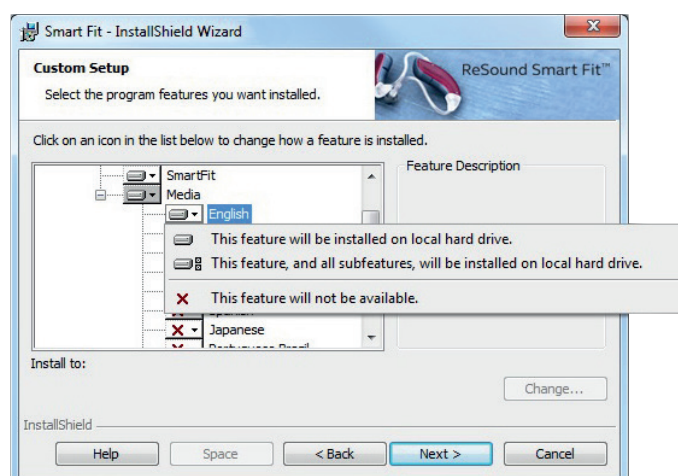 Smart Fit - InstallShield Wizard
Custom Setup
Select the program features you want installed.
ReSound Smart Fit™
Click on an icon in the list below to change how a feature is installed.
SmartFit
Media
English
Feature Description
This feature will be installed on local hard drive.
This feature, and all subfeatures, will be installed on local hard drive.
This feature will not be available.
Japanese
Install to:
Change...
InstallShield
Help
Space
< Back
Next >
Cancel